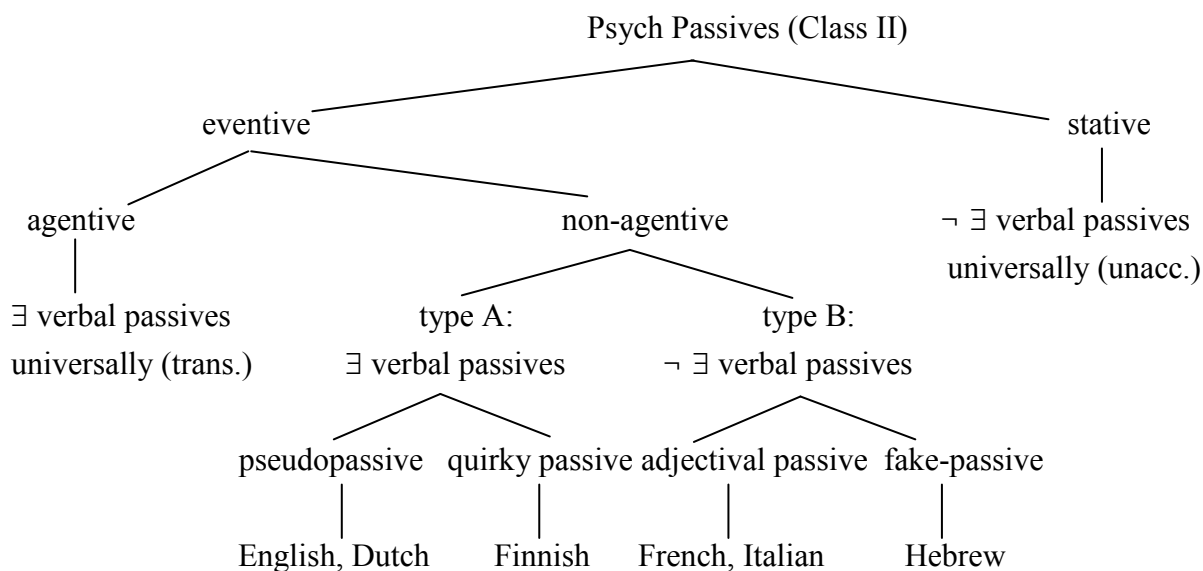 Psych Passives (Class II)
eventive
stative
agentive
non-agentive
¬ ∃ verbal passives
universally (unacc.)
∃ verbal passives
universally (trans.)
type A:
∃ verbal passives
type B:
¬ ∃ verbal passives
pseudopassive
quirky passive
adjectival passive
fake-passive
English, Dutch
Finnish
French, Italian
Hebrew